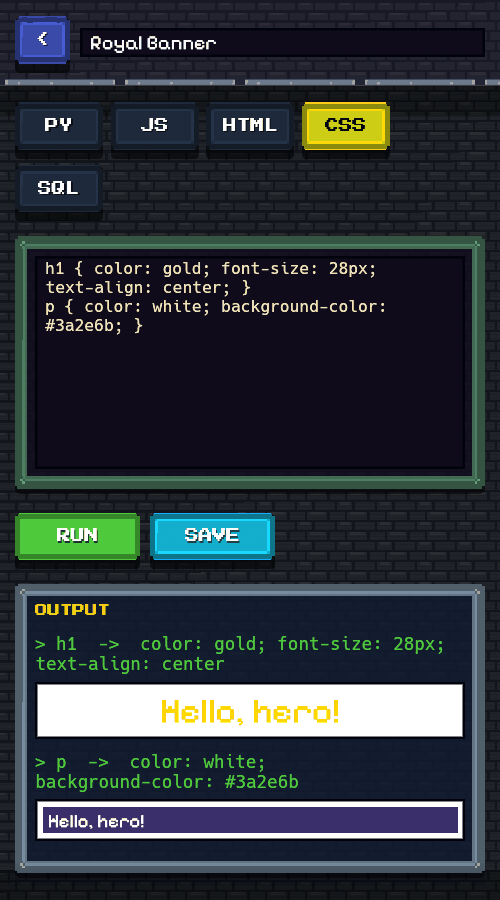 Royal Banner
PY
JS
HTML
CSS
SQL
h1 { color: gold; font-size: 28px;
text-align: center; }
p { color: white; background-color:
#3a2e6b; }
RUN
SAVE
OUTPUT
> h1  ->  color: gold; font-size: 28px;
text-align: center
Hello, hero!
> p  ->  color: white;
background-color: #3a2e6b
Hello, hero!